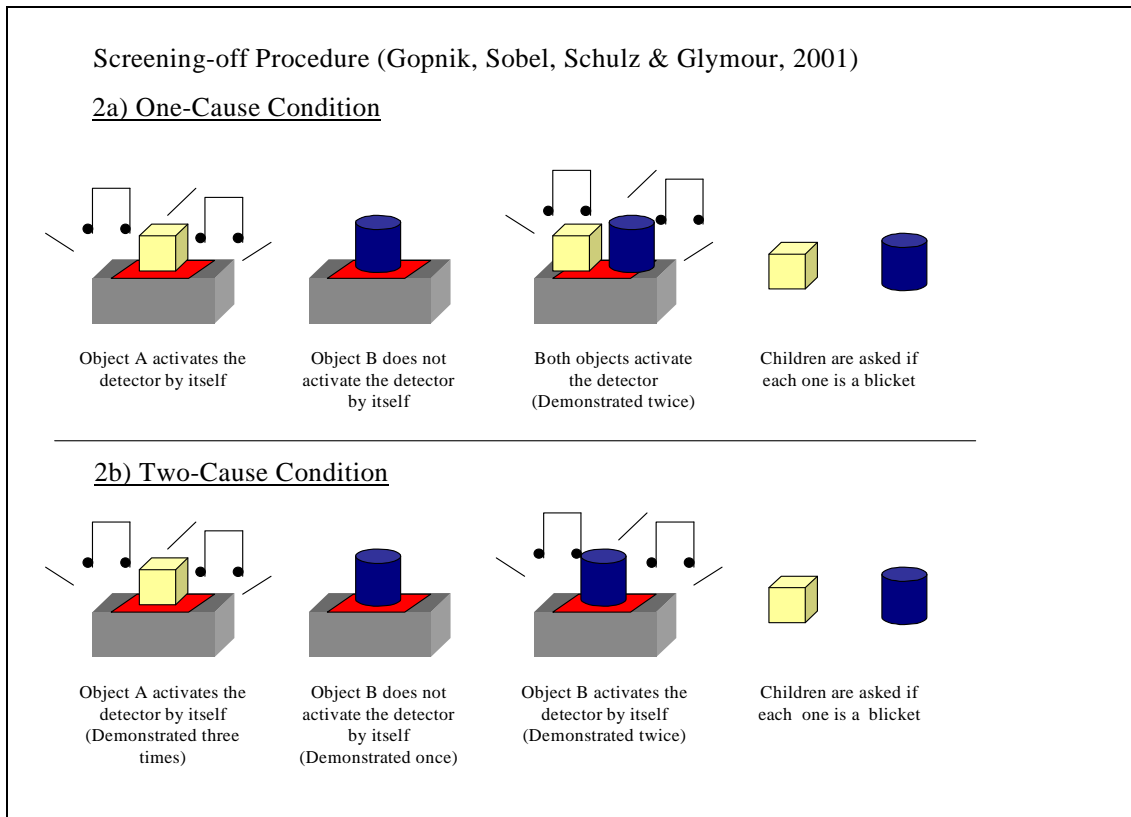 Screening-off Procedure (Gopnik, Sobel, Schulz & Glymour, 2001)
2a) One-Cause Condition
Object A activates the
detector by itself
Object B does not
activate the detector
by itself
Both objects activate
the detector
(Demonstrated twice)
Children are asked if
each one is a blicket
2b) Two-Cause Condition
Object A activates the
detector by itself
(Demonstrated three
times)
Object B does not
activate the detector
by itself
(Demonstrated once)
Object B activates the
detector by itself
(Demonstrated twice)
Children are asked if
each one is a blicket